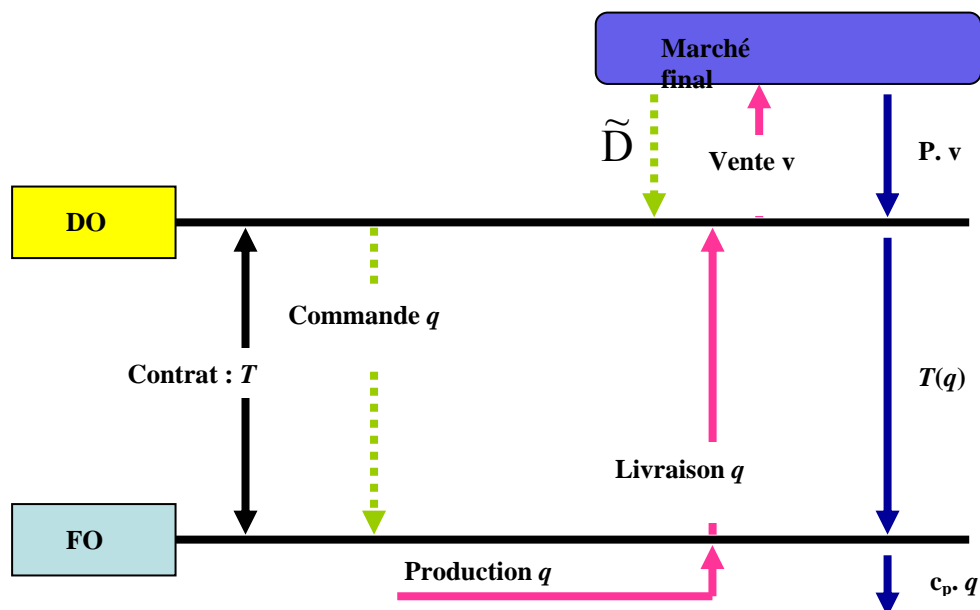 Marché
final
D̃
Vente v
P. v
DO
Commande q
Contrat : T
T(q)
Livraison q
FO
Production q
cₚ. q